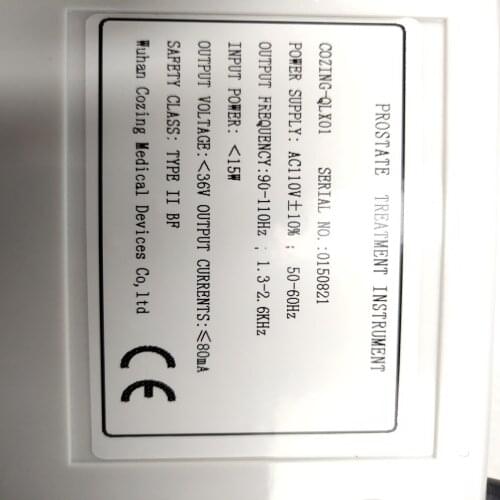 PROSTATE TREATMENT INSTRUMENT
COZING-QLX01 SERIAL NO.:0150821
POWER SUPPLY: AC110V±10% ; 50-60Hz
OUTPUT FREQUENCY:90-110Hz ; 1.3-2.6KHz
INPUT POWER: <15W
OUTPUT VOLTAGE:<36V OUTPUT CURRENTS:≤80mA
SAFETY CLASS: TYPE II BF
Wuhan Cozing Medical Devices Co,ltd
CE